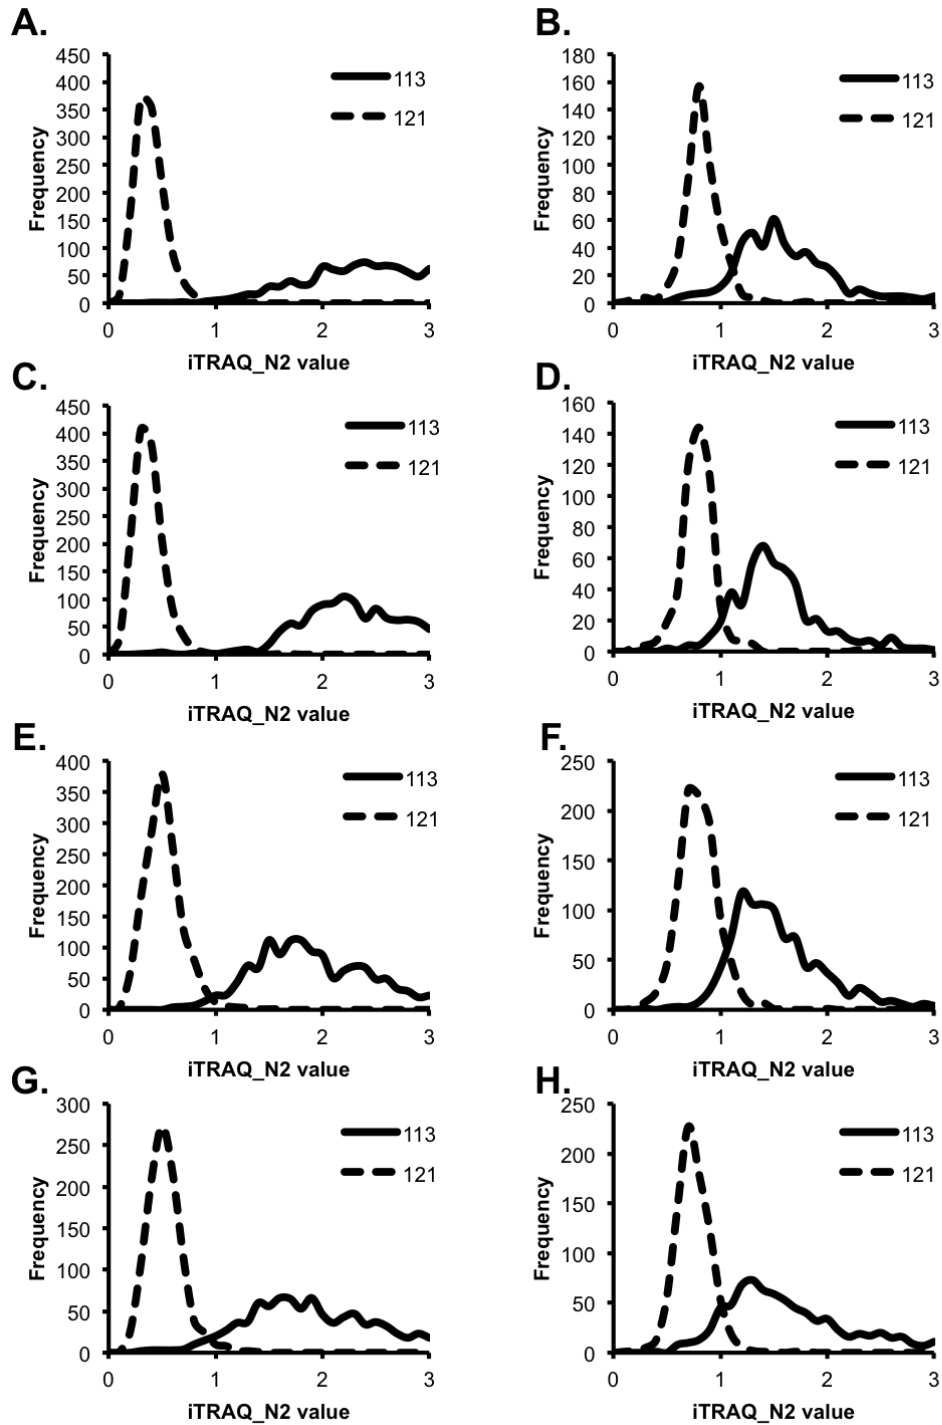 A.
450
400
350
300
250
200
150
100
50
0
Frequency
113
121
0 1 2 3
iTRAQ_N2 value
B.
180
160
140
120
100
80
60
40
20
0
Frequency
113
121
0 1 2 3
iTRAQ_N2 value
C.
450
400
350
300
250
200
150
100
50
0
Frequency
113
121
0 1 2 3
iTRAQ_N2 value
D.
160
140
120
100
80
60
40
20
0
Frequency
113
121
0 1 2 3
iTRAQ_N2 value
E.
400
350
300
250
200
150
100
50
0
Frequency
113
121
0 1 2 3
iTRAQ_N2 value
F.
250
200
150
100
50
0
Frequency
113
121
0 1 2 3
iTRAQ_N2 value
G.
300
250
200
150
100
50
0
Frequency
113
121
0 1 2 3
iTRAQ_N2 value
H.
250
200
150
100
50
0
Frequency
113
121
0 1 2 3
iTRAQ_N2 value